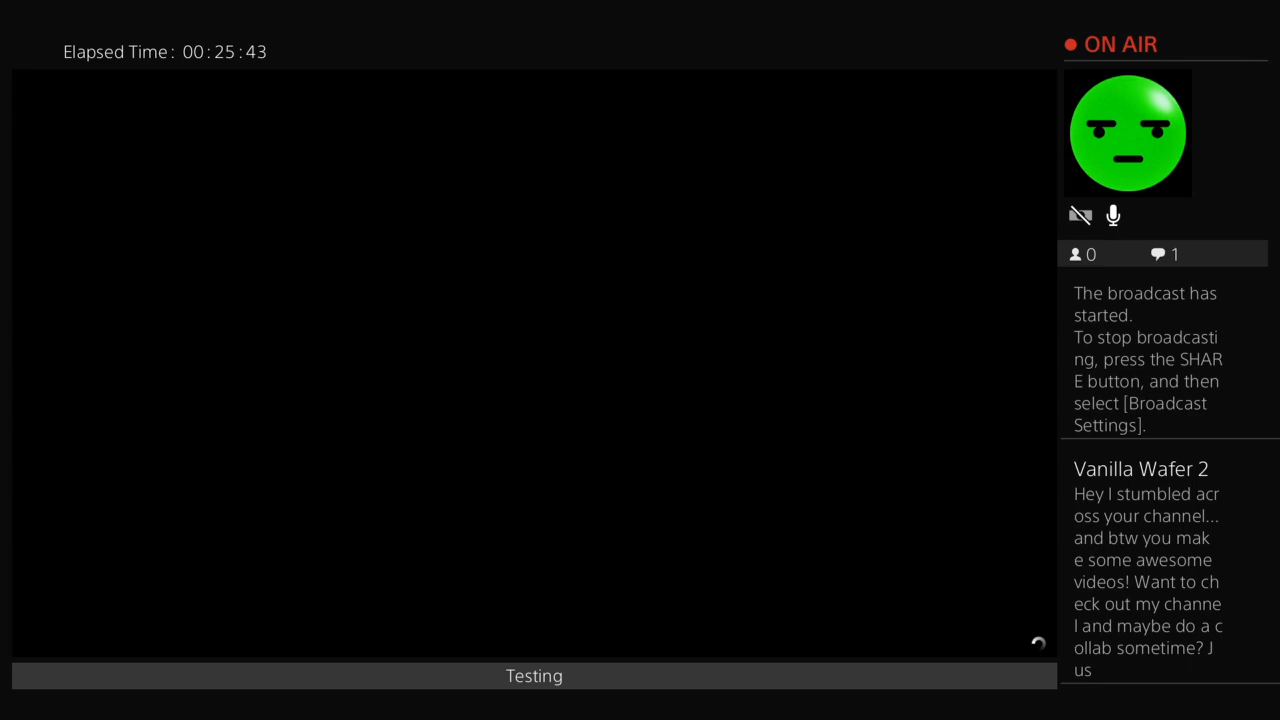 Elapsed Time: 00:25:43
ON AIR
0 1
The broadcast has
started.
To stop broadcasti
ng, press the SHAR
E button, and then
select [Broadcast
Settings].
Vanilla Wafer 2
Hey I stumbled acr
oss your channel...
and btw you mak
e some awesome
videos! Want to ch
eck out my channe
l and maybe do a c
ollab sometime? J
us
Testing